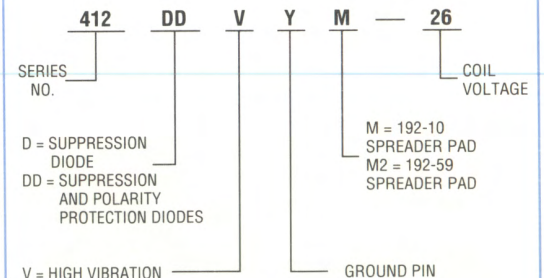 412 DD V Y M — 26
SERIES NO.
COIL VOLTAGE
D = SUPPRESSION
DIODE
DD = SUPPRESSION
AND POLARITY
PROTECTION DIODES
M = 192-10
SPREADER PAD
M2 = 192-59
SPREADER PAD
V = HIGH VIBRATION
GROUND PIN